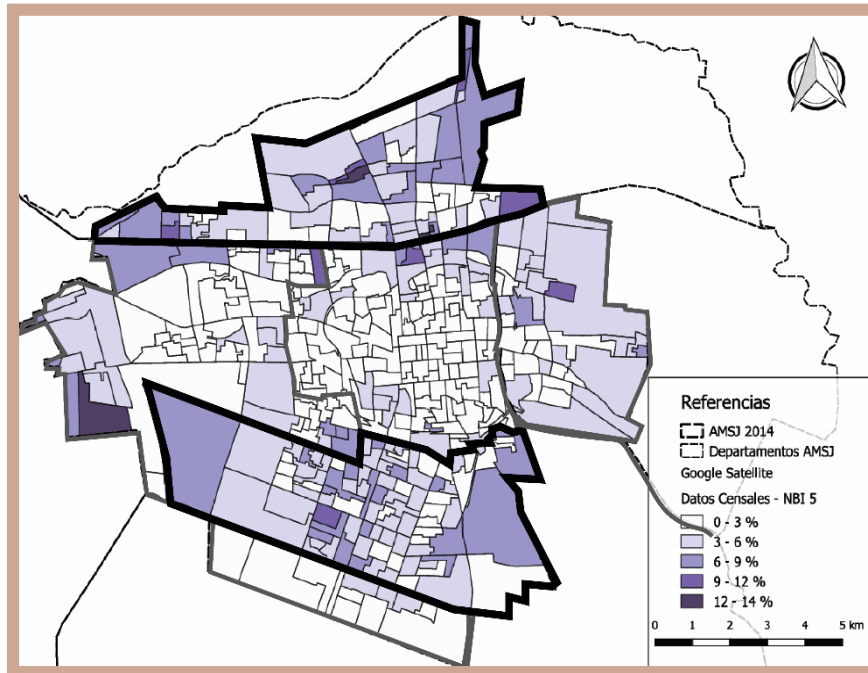 Referencias
AMSJ 2014
Departamentos AMSJ
Google Satellite
Datos Censales - NBI 5
0 - 3 %
3 - 6 %
6 - 9 %
9 - 12 %
12 - 14 %
0 1 2 3 4 5 km